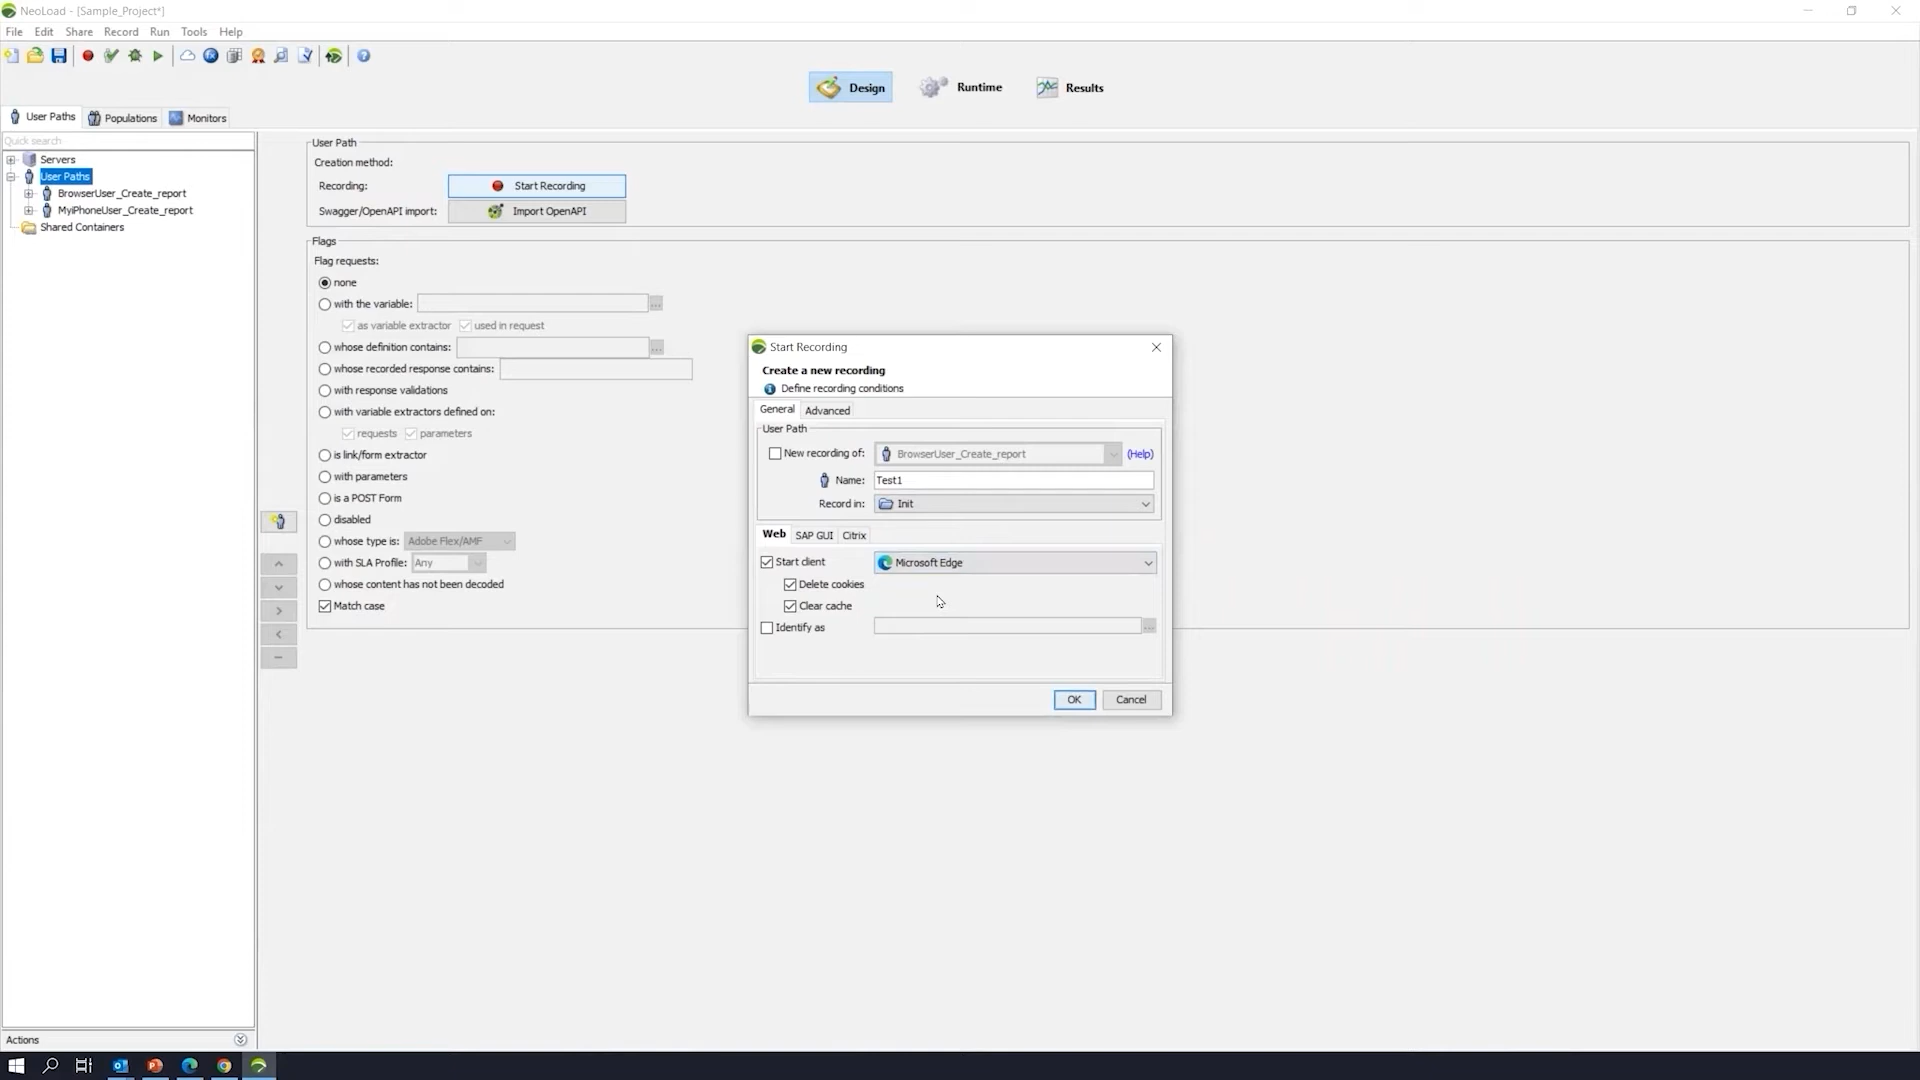 NeoLoad - [Sample_Project*]
File Edit Share Record Run Tools Help
Design Runtime Results
User Paths Populations Monitors
Quick search
Servers
User Paths
BrowserUser_Create_report
MyiPhoneUser_Create_report
Shared Containers
Actions
User Path
Creation method:
Recording: Start Recording
Swagger/OpenAPI import: Import OpenAPI
Flags
Flag requests:
none
with the variable: ...
as variable extractor used in request
whose definition contains: ...
whose recorded response contains:
with response validations
with variable extractors defined on:
requests parameters
is link/form extractor
with parameters
is a POST Form
disabled
whose type is: Adobe Flex/AMF
with SLA Profile: Any
whose content has not been decoded
Match case
Start Recording
Create a new recording
Define recording conditions
General Advanced
User Path
New recording of: BrowserUser_Create_report (Help)
Name: Test1
Record in: Init
Web SAP GUI Citrix
Start client Microsoft Edge
Delete cookies
Clear cache
Identify as ...
OK Cancel